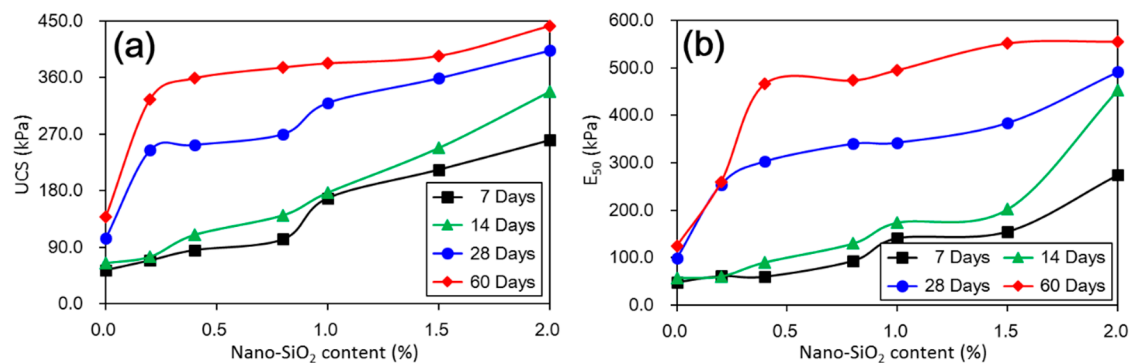 (a)
UCS (kPa)
450.0
360.0
270.0
180.0
90.0
0.0
0.0 0.5 1.0 1.5 2.0
Nano-SiO2 content (%)
7 Days
14 Days
28 Days
60 Days
(b)
E50 (kPa)
600.0
500.0
400.0
300.0
200.0
100.0
0.0
0.0 0.5 1.0 1.5 2.0
Nano-SiO2 content (%)
7 Days 14 Days
28 Days 60 Days